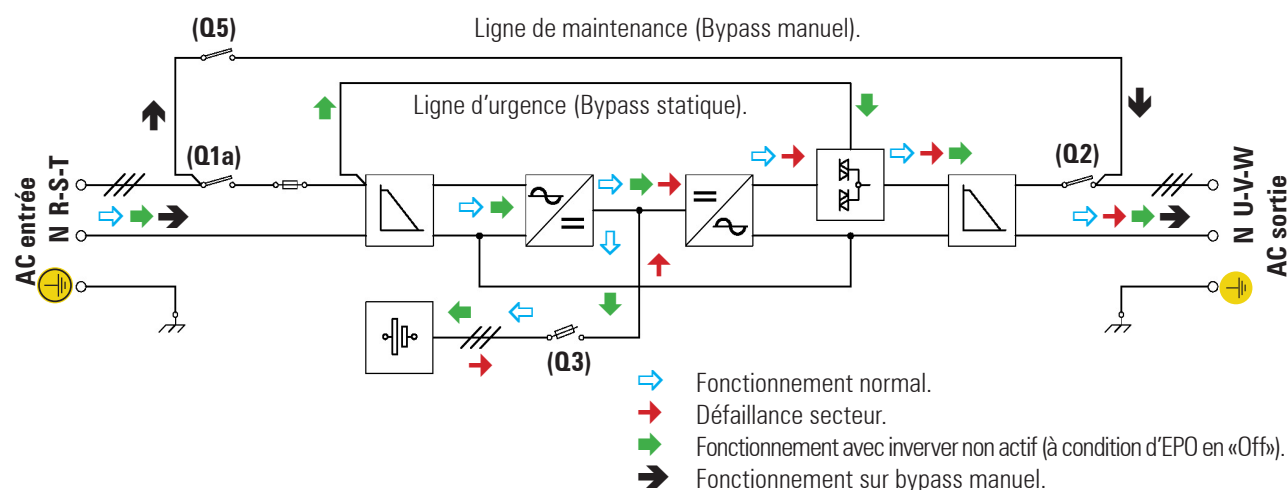 (Q5)
Ligne de maintenance (Bypass manuel).
Ligne d'urgence (Bypass statique).
(Q1a)
(Q2)
AC entrée
N R-S-T
N U-V-W
AC sortie
(Q3)
Fonctionnement normal.
Défaillance secteur.
Fonctionnement avec inverver non actif (à condition d'EPO en «Off»).
Fonctionnement sur bypass manuel.